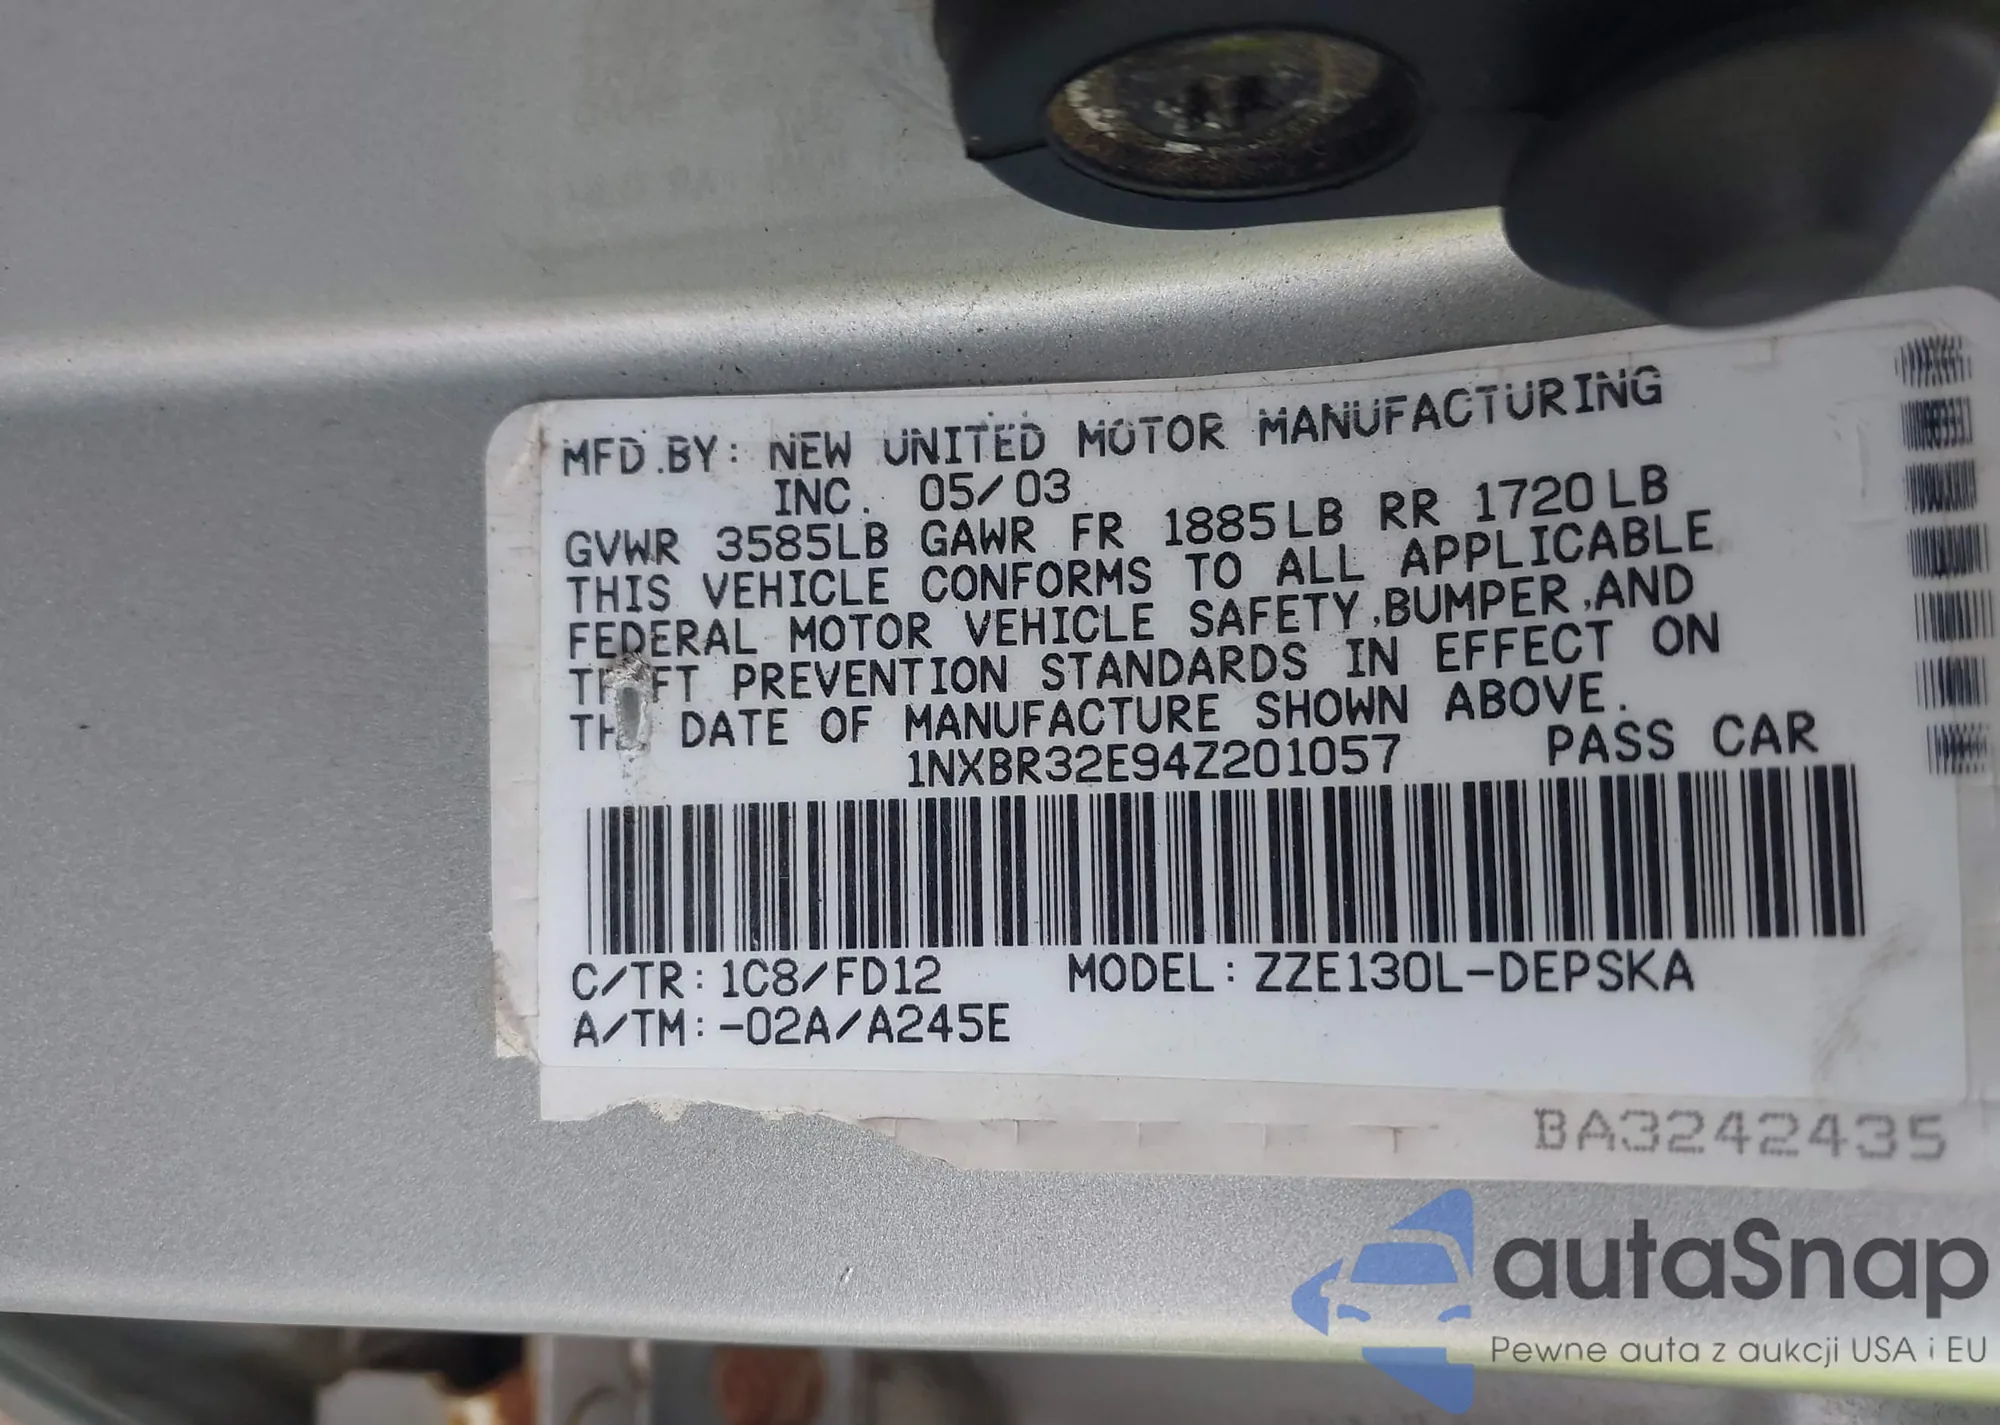 MFD.BY: NEW UNITED MOTOR MANUFACTURING
INC. 05/03
GVWR 3585LB GAWR FR 1885LB RR 1720LB
THIS VEHICLE CONFORMS TO ALL APPLICABLE
FEDERAL MOTOR VEHICLE SAFETY,BUMPER,AND
PREVENTION STANDARDS IN EFFECT ON
DATE OF MANUFACTURE SHOWN ABOVE.
1NXBR32E94Z201057 PASS CAR
C/TR: 1C8/FD12 MODEL: ZZE130L-DEPSKA
A/TM: -02A/A245E
BA3242435
autaSnap
Pewne auta z aukcji USA i EU